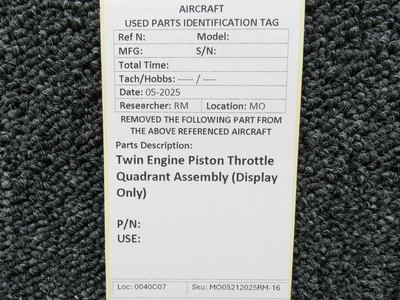 AIRCRAFT
USED PARTS IDENTIFICATION TAG
Ref N: Model:
MFG: S/N:
Total Time:
Tach/Hobbs: ----- / ----
Date: 05-2025
Researcher: RM Location: MO
REMOVED THE FOLLOWING PART FROM
THE ABOVE REFERENCED AIRCRAFT
Parts Description:
Twin Engine Piston Throttle
Quadrant Assembly (Display
Only)
P/N:
USE:
Loc: 0040C07 Sku: MO05212025RM-16